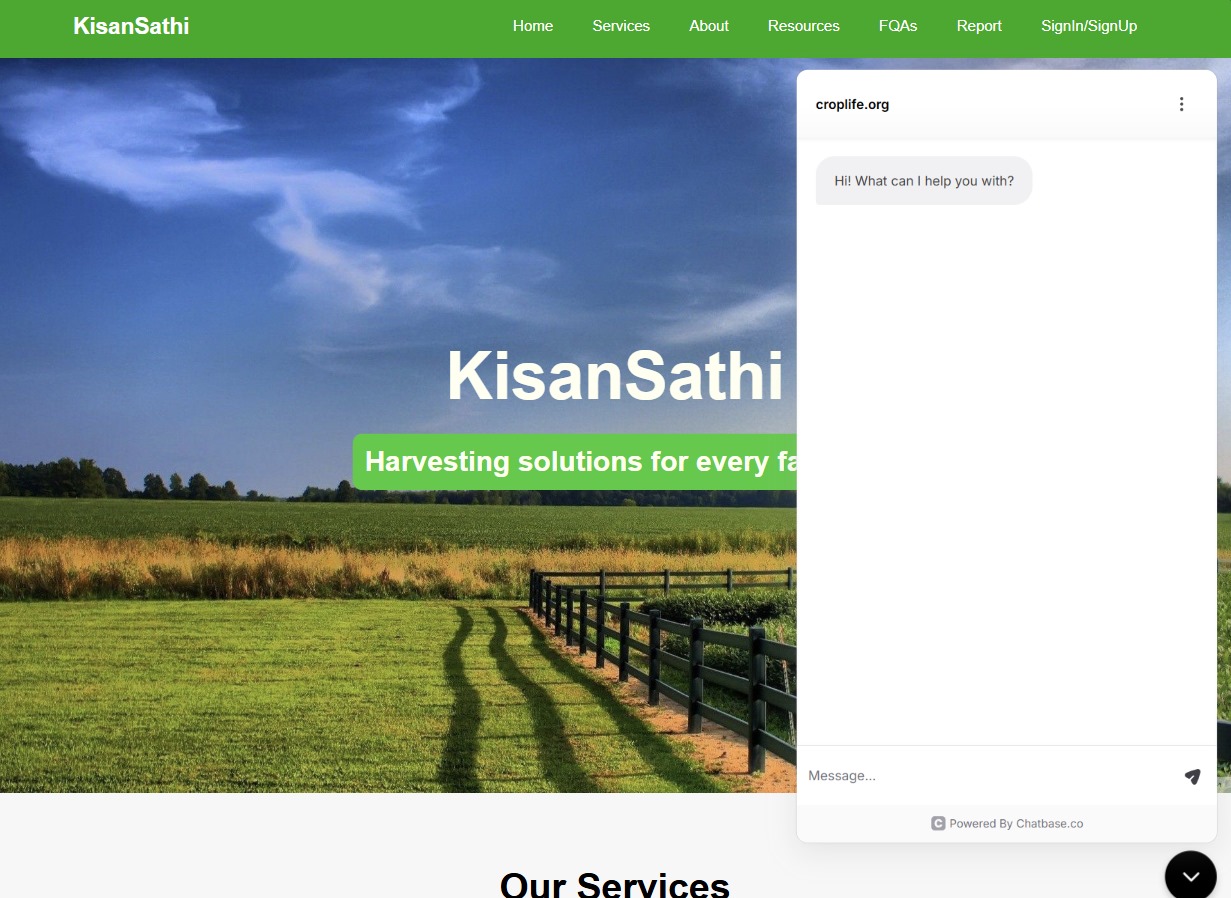 KisanSathi
Home Services About Resources FQAs Report SignIn/SignUp
KisanSathi
Harvesting solutions for every fa
croplife.org
Hi! What can I help you with?
Message...
C Powered By Chatbase.co
Our Services